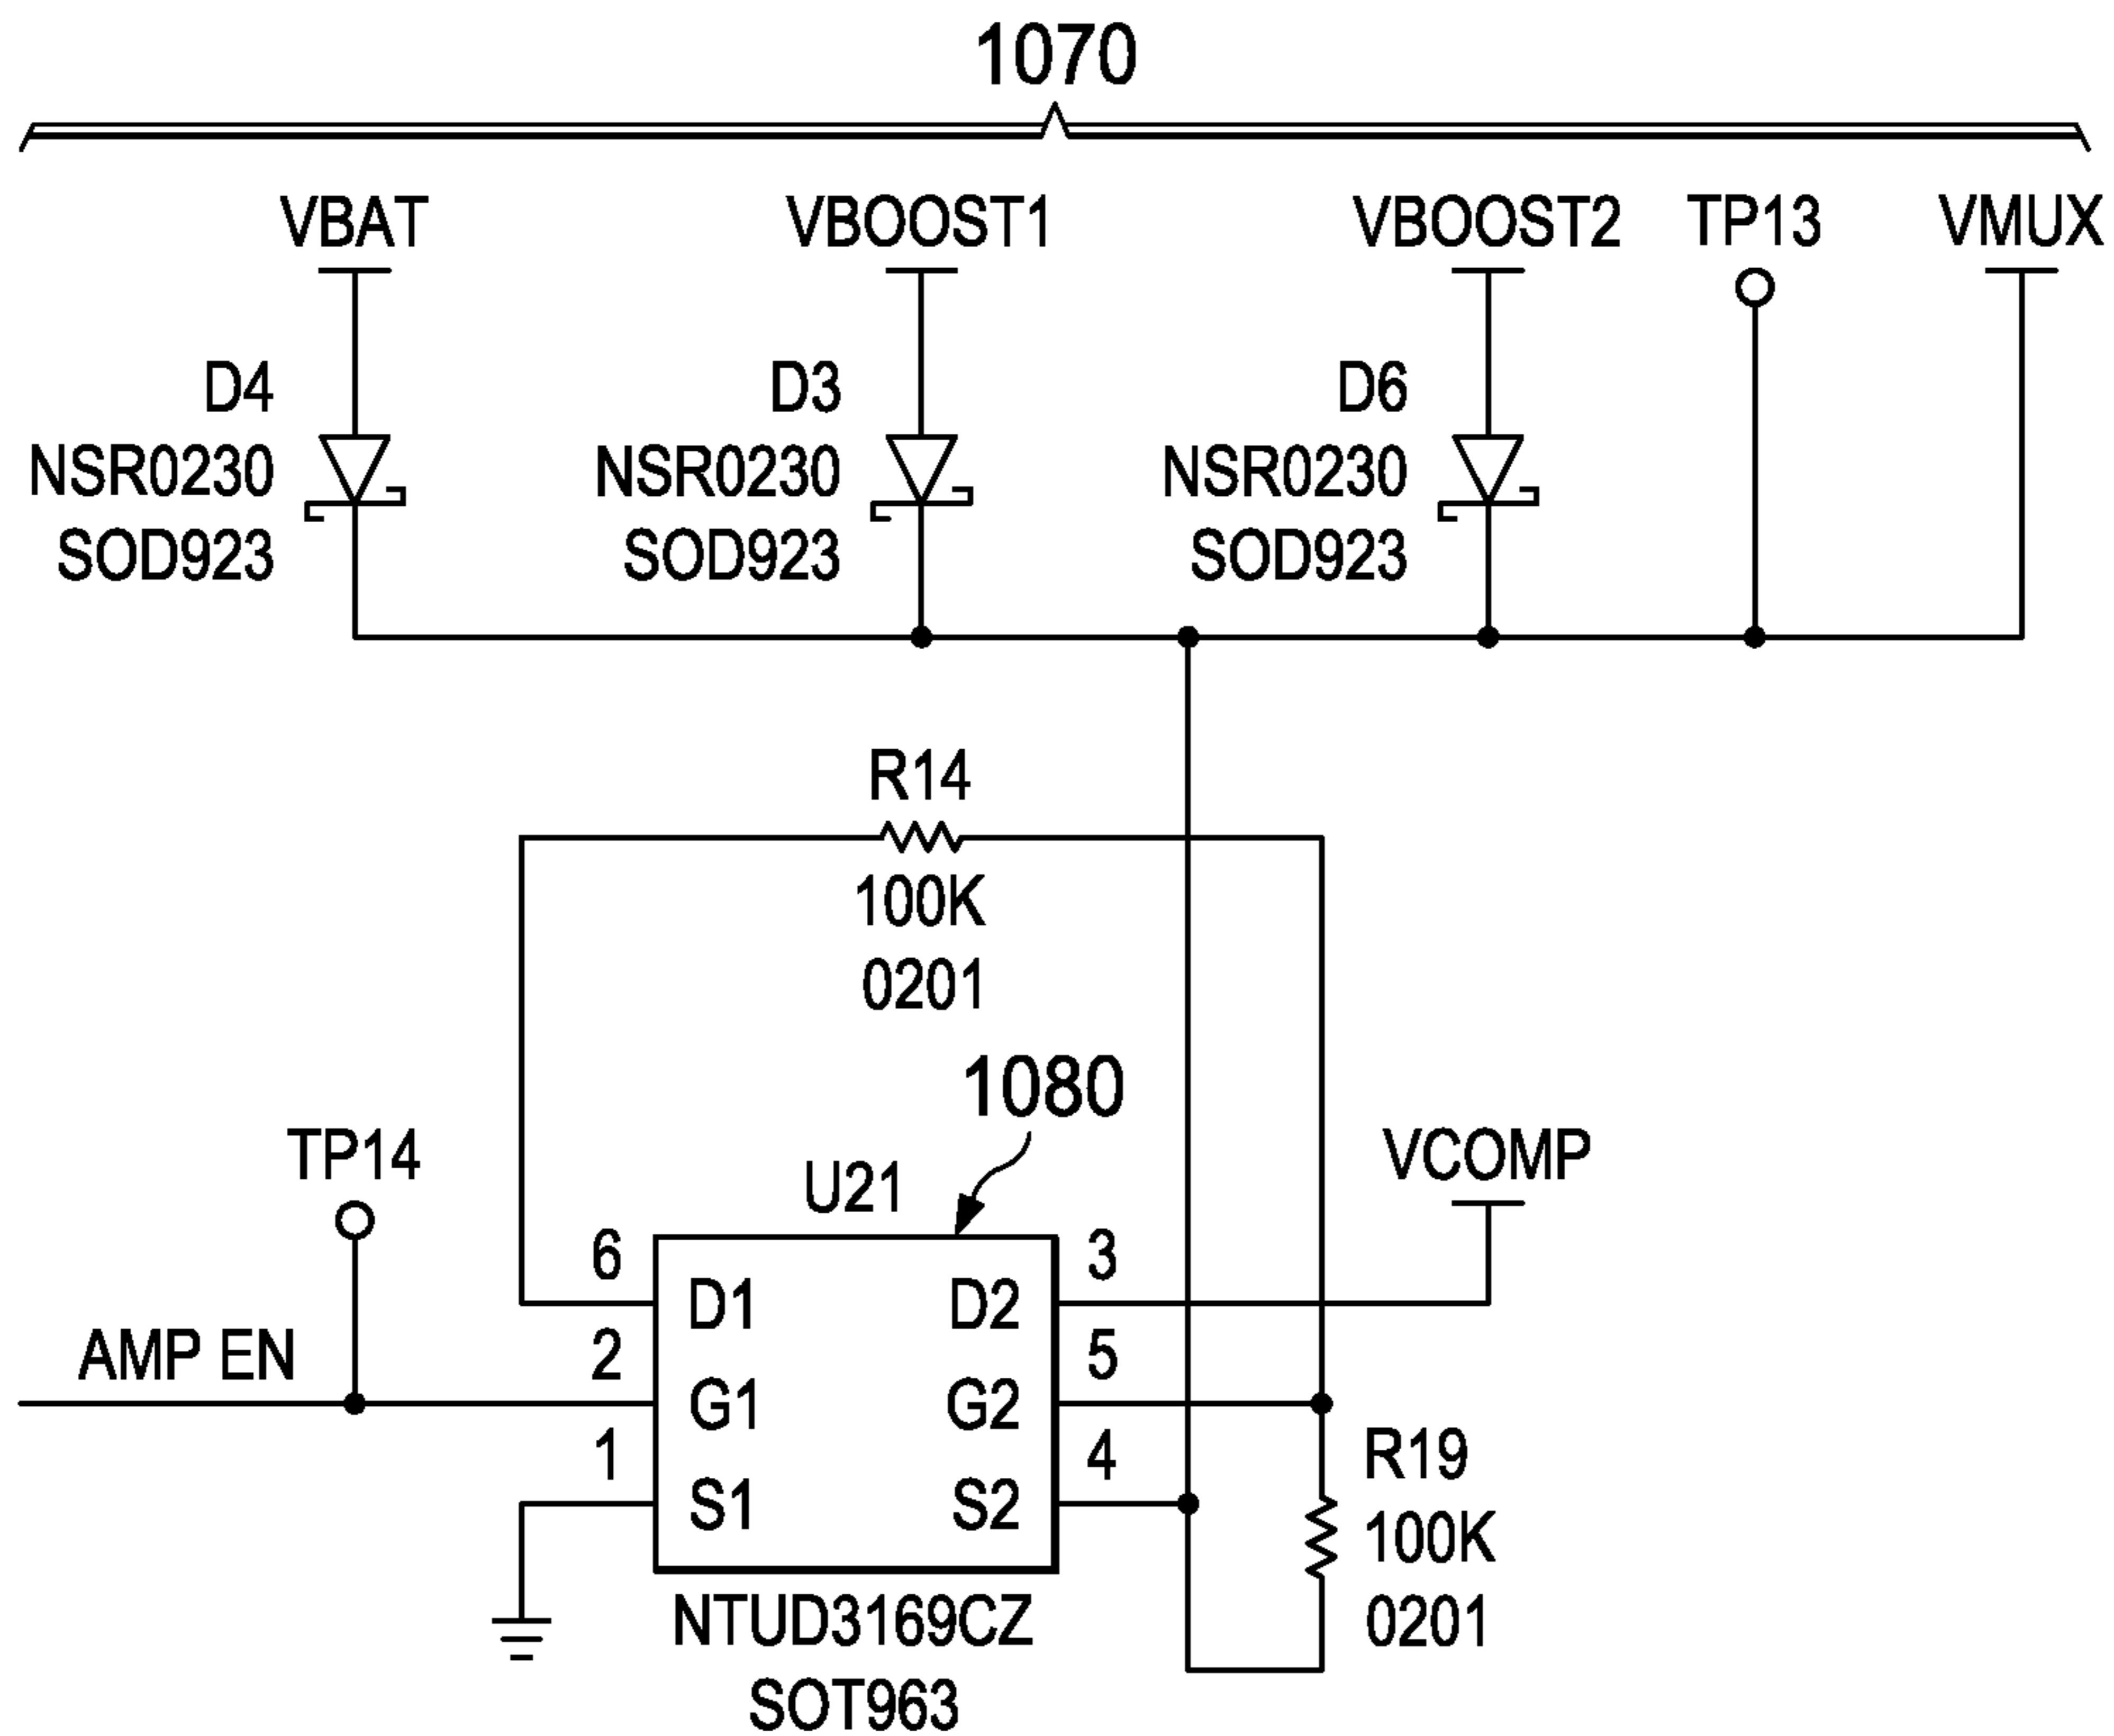 1070
VBAT VBOOST1 VBOOST2 TP13 VMUX
D4 D3 D6
NSR0230 NSR0230 NSR0230
SOD923 SOD923 SOD923
R14
100K
0201
1080
TP14 VCOMP
U21
6 3
D1 D2
AMP EN 2 5
G1 G2
1 4 R19
S1 S2
100K
NTUD3169CZ 0201
SOT963